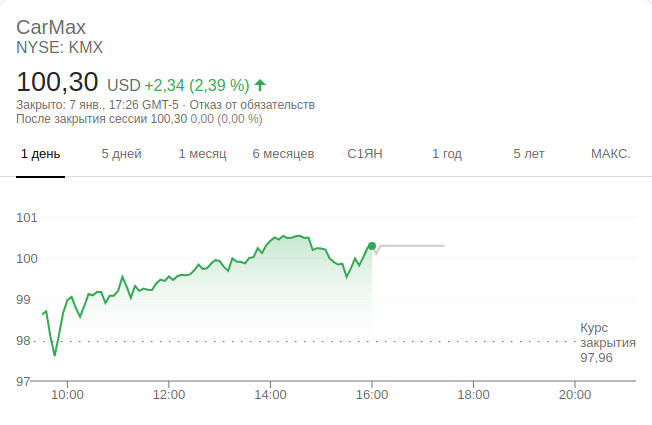 CarMax
NYSE: KMX
100,30 USD +2,34 (2,39 %)
Закрыто: 7 янв., 17:26 GMT-5 · Отказ от обязательств
После закрытия сессии 100,30 0,00 (0,00 %)
1 день 5 дней 1 месяц 6 месяцев С1ЯН 1 год 5 лет МАКС.
101
100
99
98
97
Курс
закрытия
97,96
10:00 12:00 14:00 16:00 18:00 20:00